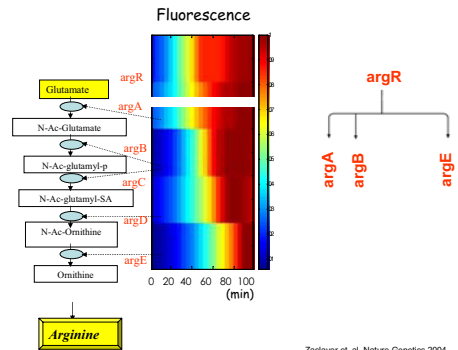 Fluorescence
argR
Glutamate
argA
N-Ac-Glutamate
argB
N-Ac-glutamyl-p
argC
N-Ac-glutamyl-SA
argD
N-Ac-Ornithine
argE
Ornithine
Arginine
0 20 40 60 80 100
(min)
argR
argA
argB
argE